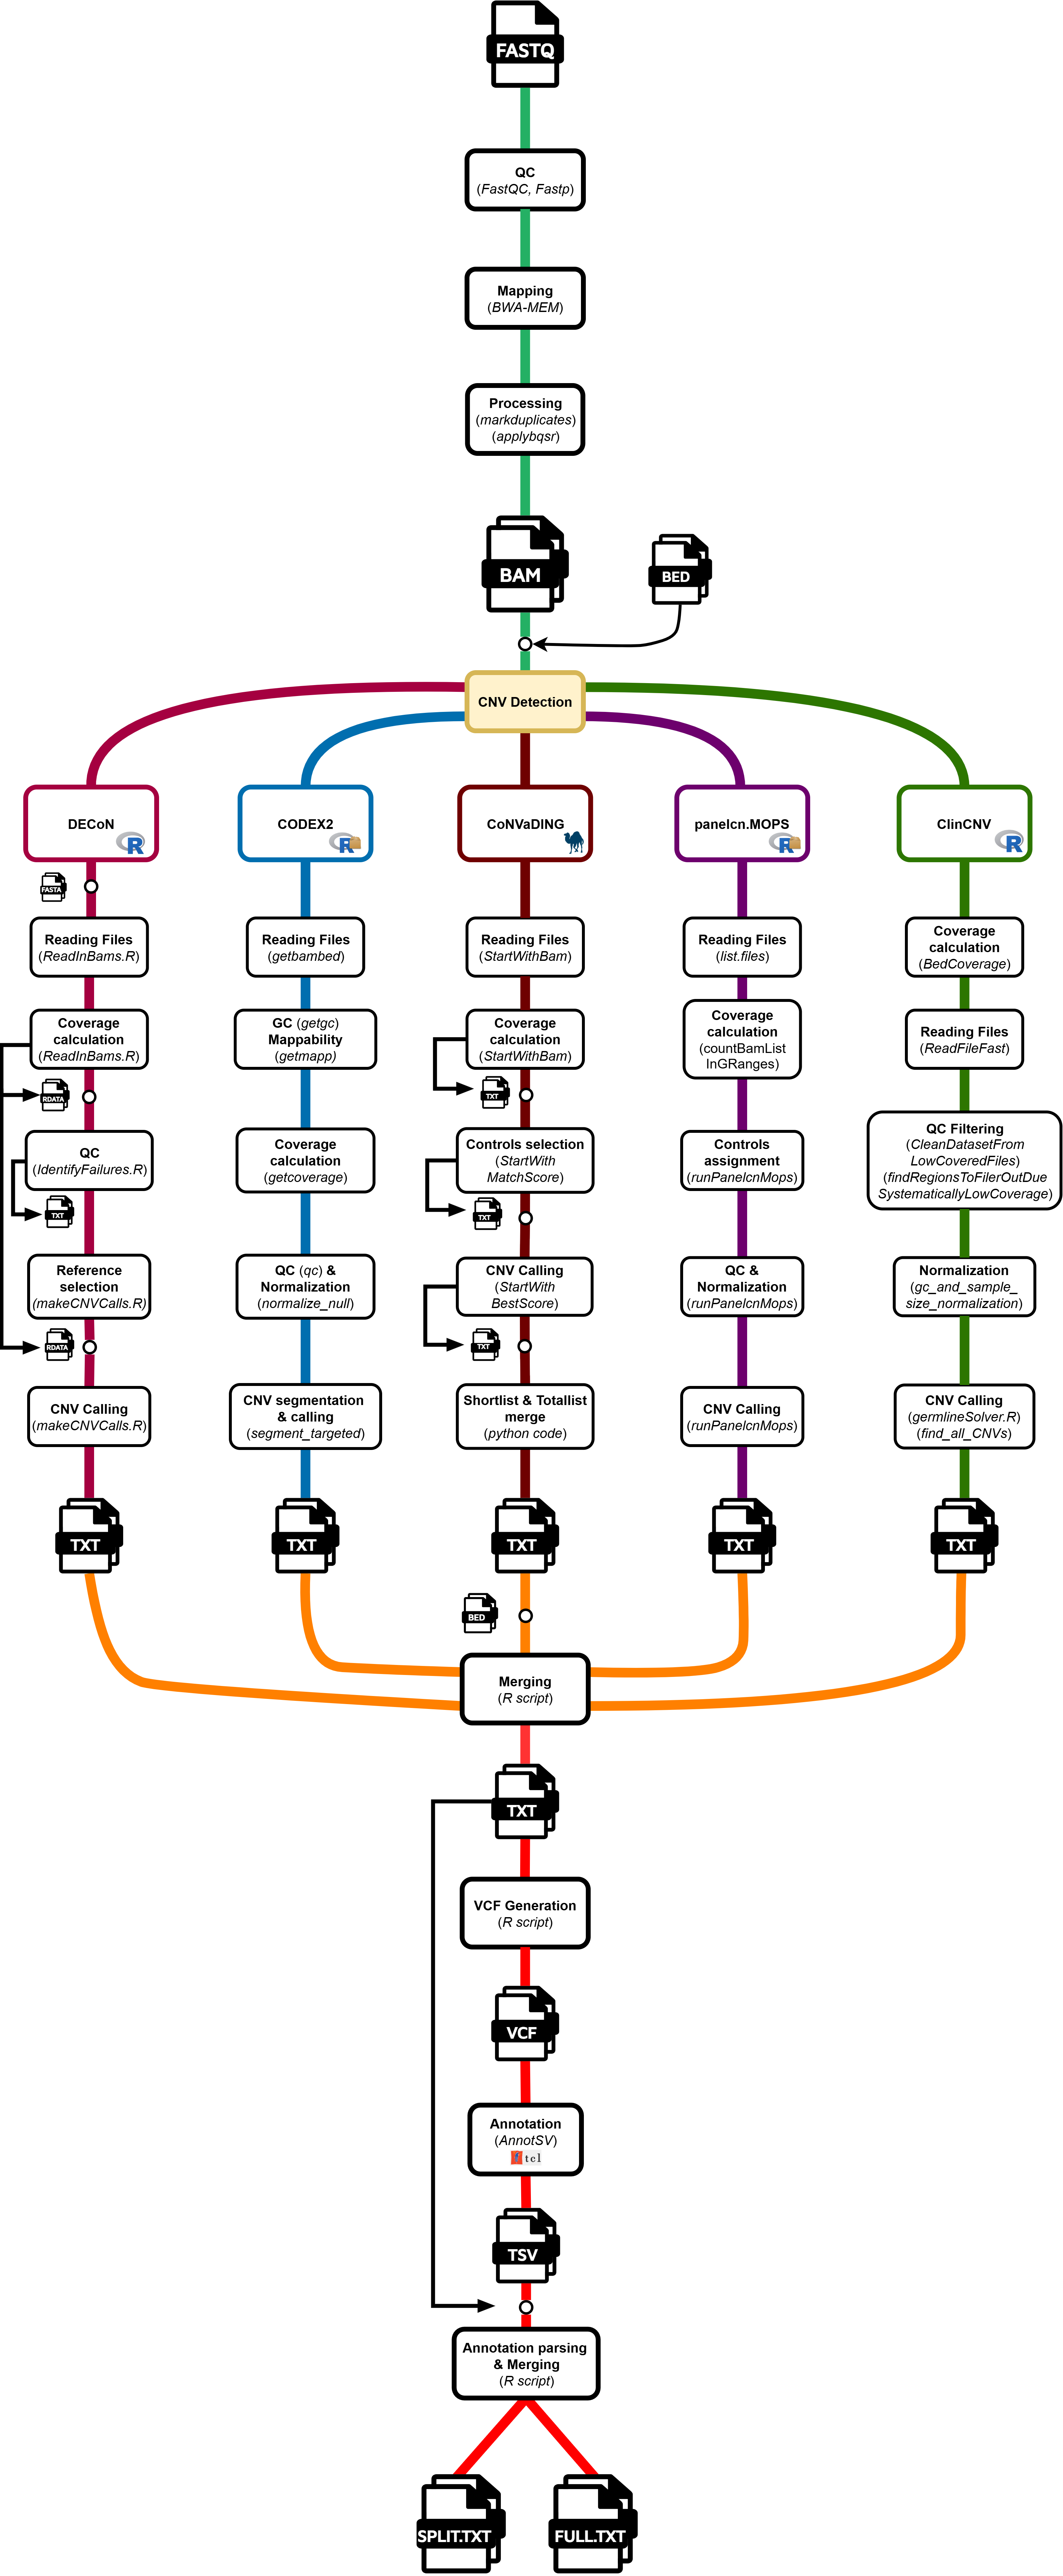 FASTQ
QC
(FastQC, Fastp)
Mapping
(BWA-MEM)
Processing
(markduplicates)
(applybqsr)
BAM
BED
CNV Detection
DECoN
R
CODEX2
R
CoNVaDING
panelcn.MOPS
R
ClinCNV
R
FASTA
Reading Files
(ReadInBams.R)
Coverage
calculation
(ReadInBams.R)
RDATA
QC
(IdentifyFailures.R)
TXT
Reference
selection
(makeCNVCalls.R)
RDATA
CNV Calling
(makeCNVCalls.R)
TXT
Reading Files
(getbambed)
GC (getgc)
Mappability
(getmapp)
Coverage
calculation
(getcoverage)
QC (qc) &
Normalization
(normalize_null)
CNV segmentation
& calling
(segment_targeted)
TXT
Reading Files
(StartWithBam)
Coverage
calculation
(StartWithBam)
TXT
Controls selection
(StartWith
MatchScore)
TXT
CNV Calling
(StartWith
BestScore)
TXT
Shortlist & Totallist
merge
(python code)
TXT
Reading Files
(list.files)
Coverage
calculation
(countBamList
InGRanges)
Controls
assignment
(runPanelcnMops)
QC &
Normalization
(runPanelcnMops)
CNV Calling
(runPanelcnMops)
TXT
Coverage
calculation
(BedCoverage)
Reading Files
(ReadFileFast)
QC Filtering
(CleanDatasetFrom
LowCoveredFiles)
(findRegionsToFilerOutDue
SystematicallyLowCoverage)
Normalization
(gc_and_sample_
size_normalization)
CNV Calling
(germlineSolver.R)
(find_all_CNVs)
TXT
BED
Merging
(R script)
TXT
VCF Generation
(R script)
VCF
Annotation
(AnnotSV)
tcl
TSV
Annotation parsing
& Merging
(R script)
SPLIT.TXT
FULL.TXT